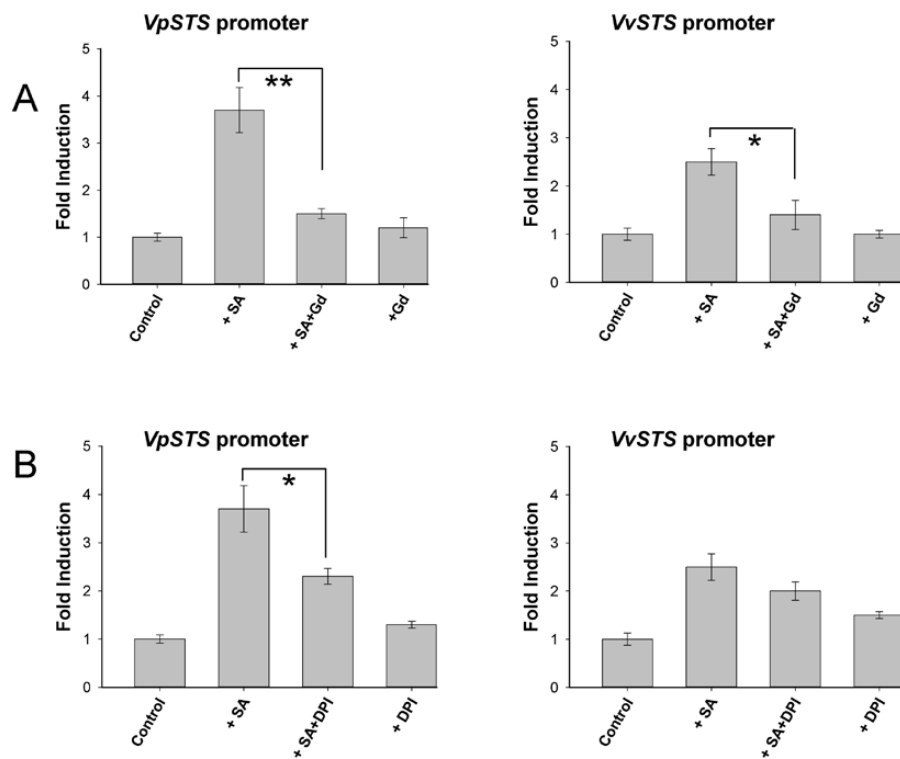 A
VpSTS promoter
Fold Induction
5
4
3
2
1
0
**
Control
+ SA
+ SA+Gd
+Gd
VvSTS promoter
Fold Induction
5
4
3
2
1
0
*
Control
+ SA
+ SA+Gd
+ Gd
B
VpSTS promoter
Fold Induction
5
4
3
2
1
0
*
Control
+ SA
+ SA+DPI
+ DPI
VvSTS promoter
Fold Induction
5
4
3
2
1
0
Control
+ SA
+ SA+DPI
+ DPI